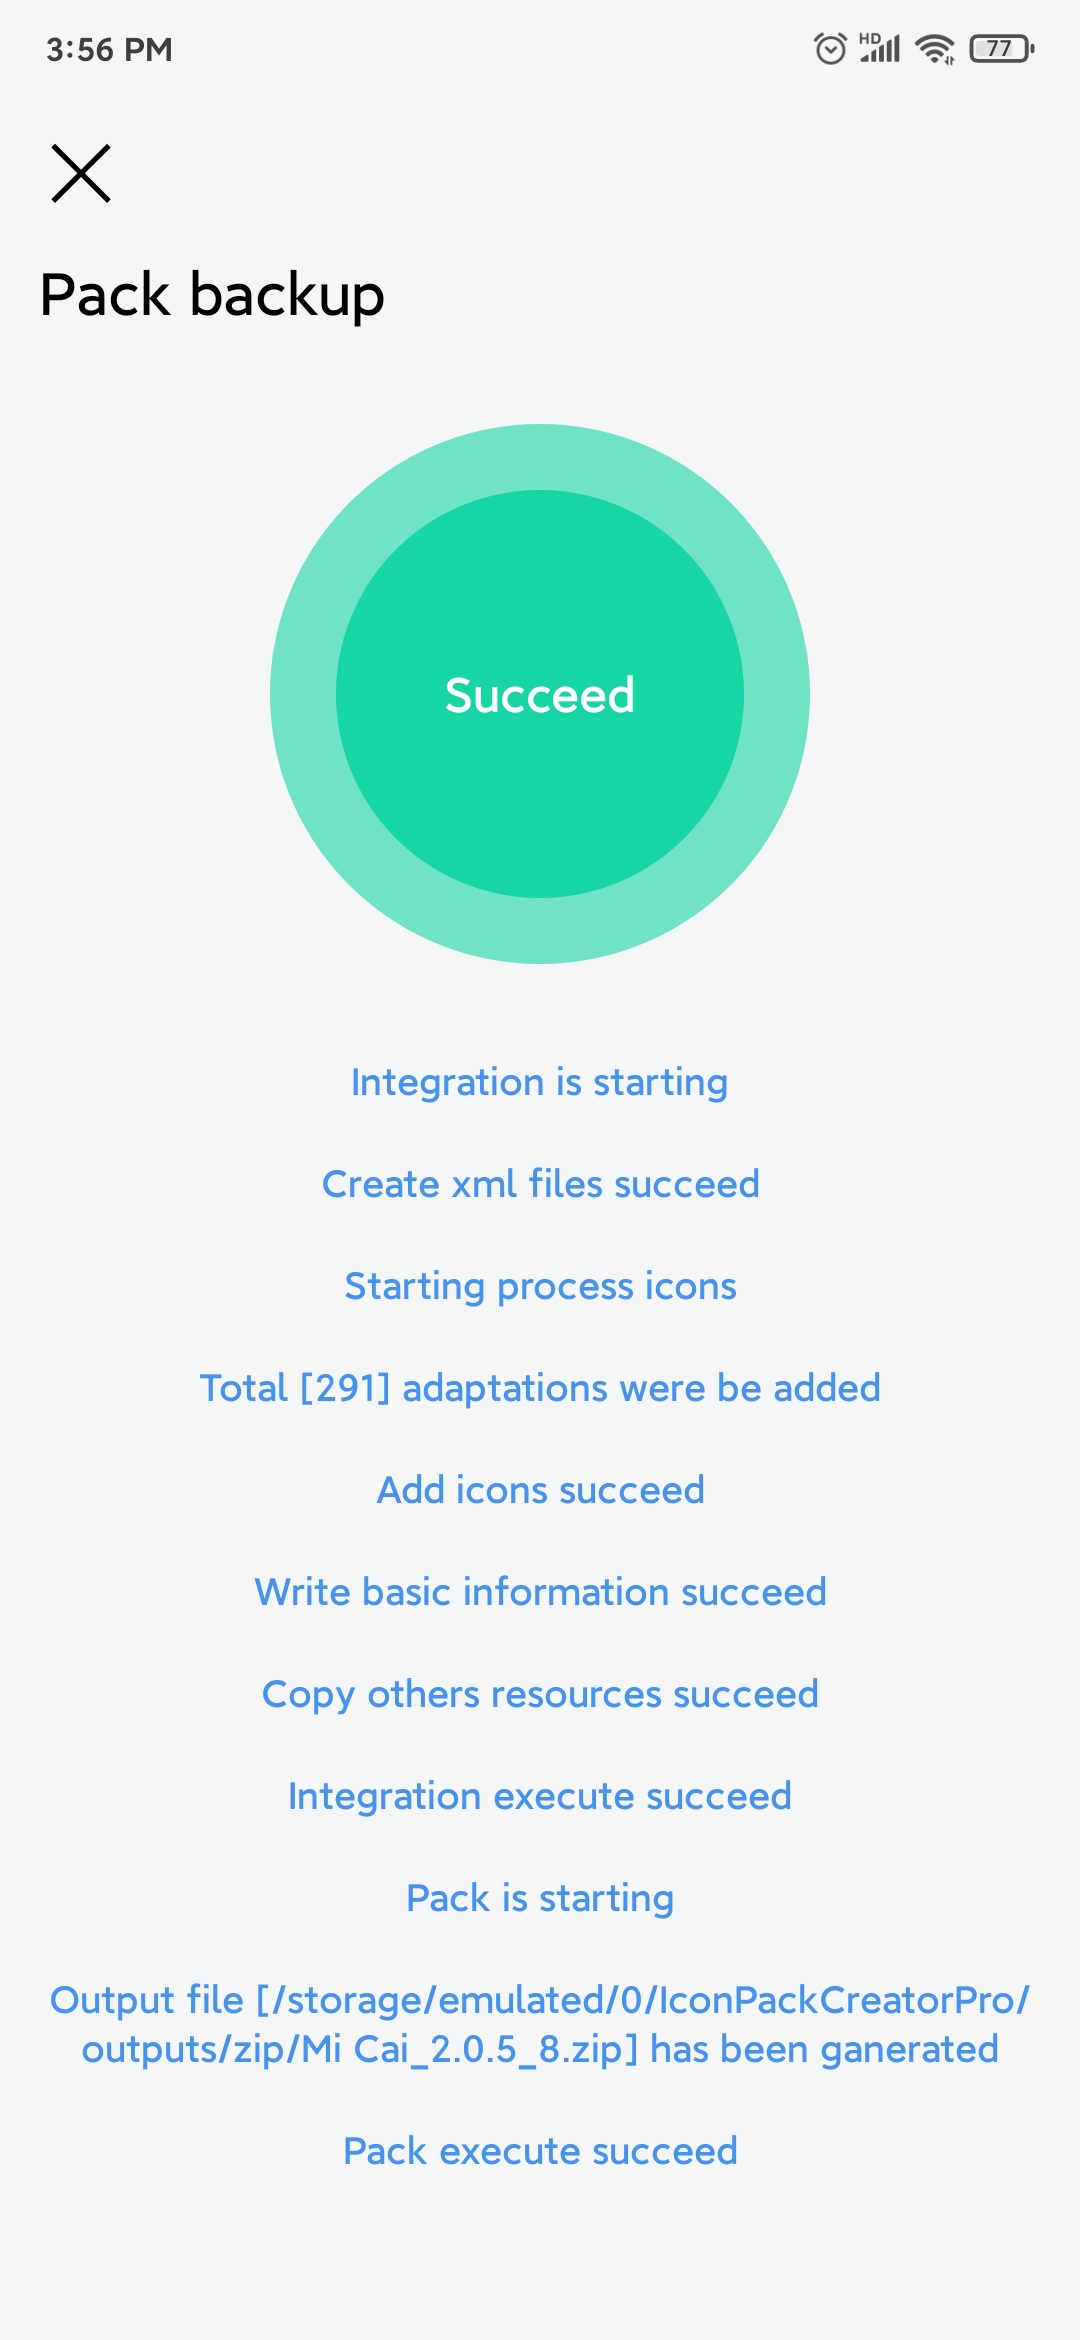 3:56 PM
HD
77
Pack backup
Succeed
Integration is starting
Create xml files succeed
Starting process icons
Total [291] adaptations were be added
Add icons succeed
Write basic information succeed
Copy others resources succeed
Integration execute succeed
Pack is starting
Output file [/storage/emulated/0/IconPackCreatorPro/
outputs/zip/Mi Cai_2.0.5_8.zip] has been ganerated
Pack execute succeed